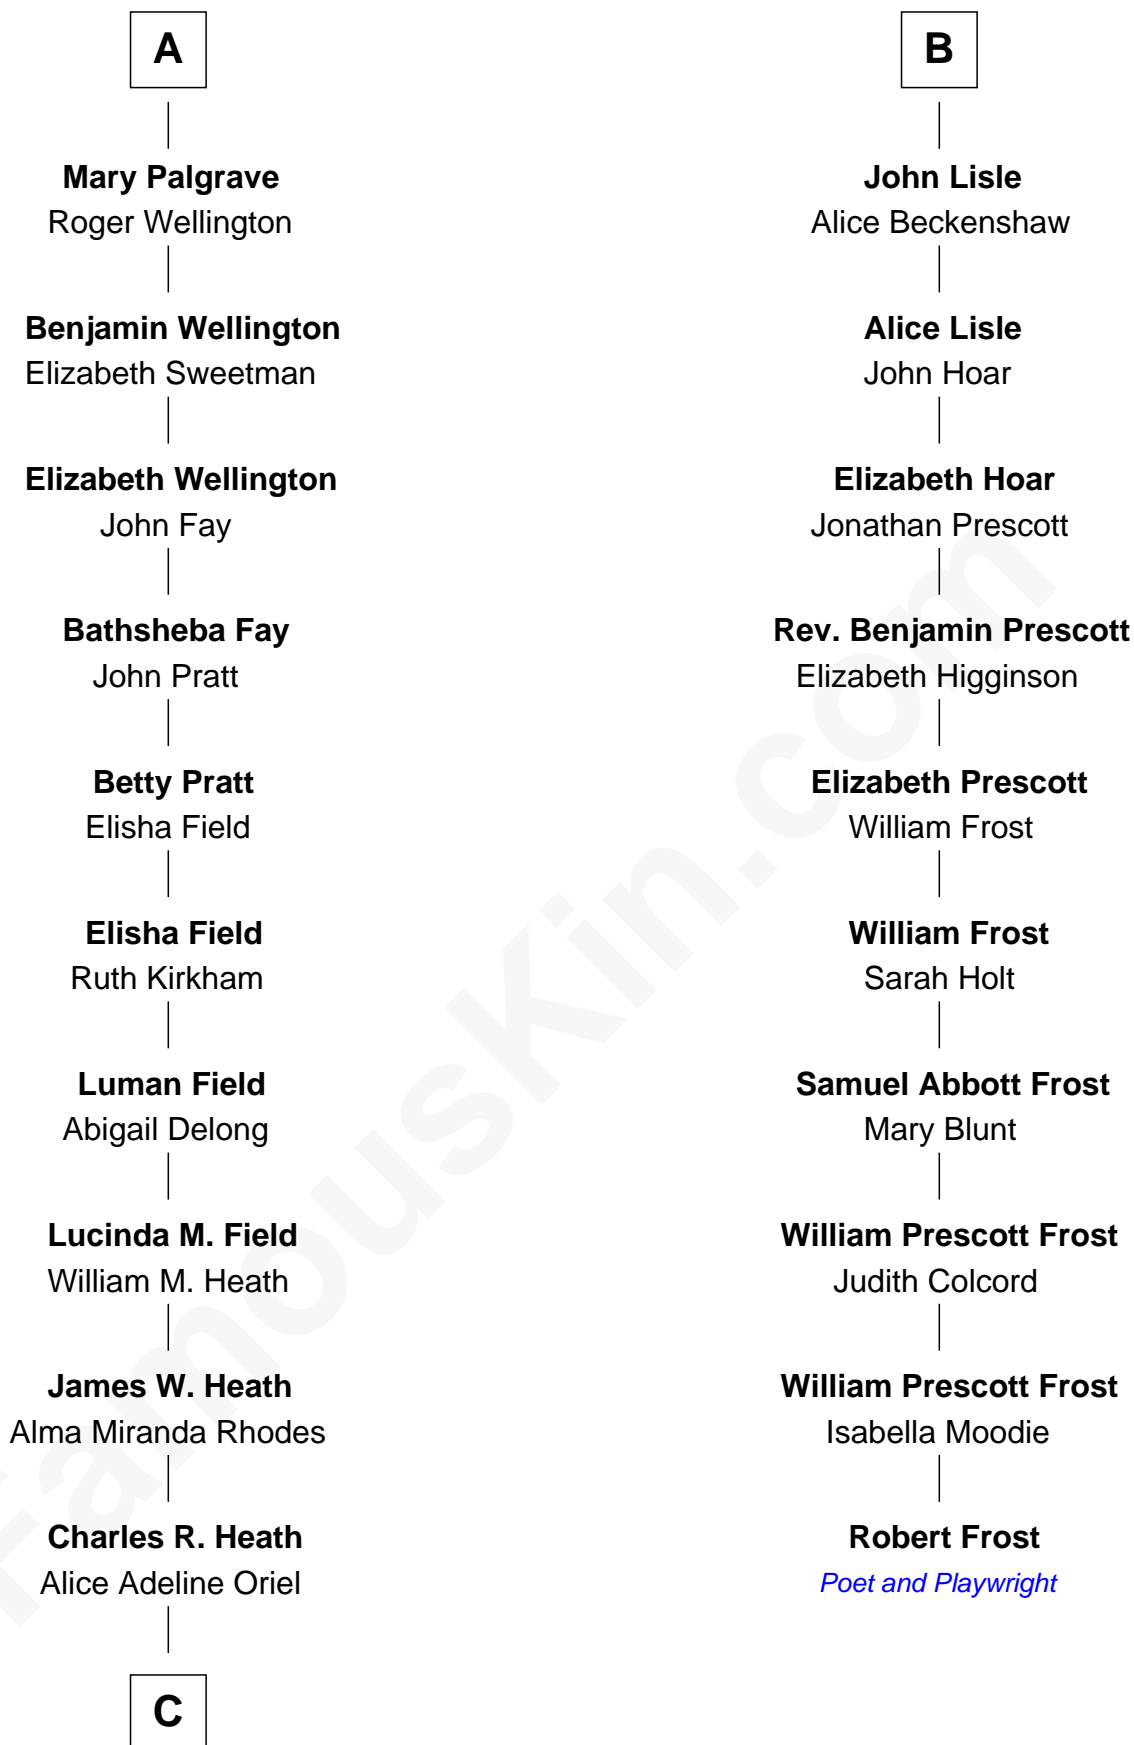 A
Mary Palgrave
Roger Wellington
Benjamin Wellington
Elizabeth Sweetman
Elizabeth Wellington
John Fay
Bathsheba Fay
John Pratt
Betty Pratt
Elisha Field
Elisha Field
Ruth Kirkham
Luman Field
Abigail Delong
Lucinda M. Field
William M. Heath
James W. Heath
Alma Miranda Rhodes
Charles R. Heath
Alice Adeline Oriel
C
B
John Lisle
Alice Beckenshaw
Alice Lisle
John Hoar
Elizabeth Hoar
Jonathan Prescott
Rev. Benjamin Prescott
Elizabeth Higginson
Elizabeth Prescott
William Frost
William Frost
Sarah Holt
Samuel Abbott Frost
Mary Blunt
William Prescott Frost
Judith Colcord
William Prescott Frost
Isabella Moodie
Robert Frost
Poet and Playwright
FamousKin.com